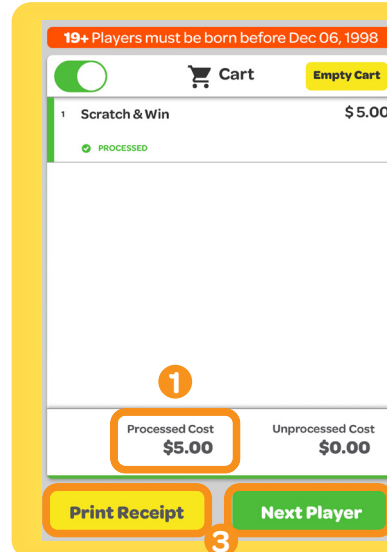 19+ Players must be born before Dec 06, 1998
Cart
Empty Cart
1 Scratch & Win $ 5.00
PROCESSED
1
Processed Cost Unprocessed Cost
$5.00 $0.00
Print Receipt Next Player
3